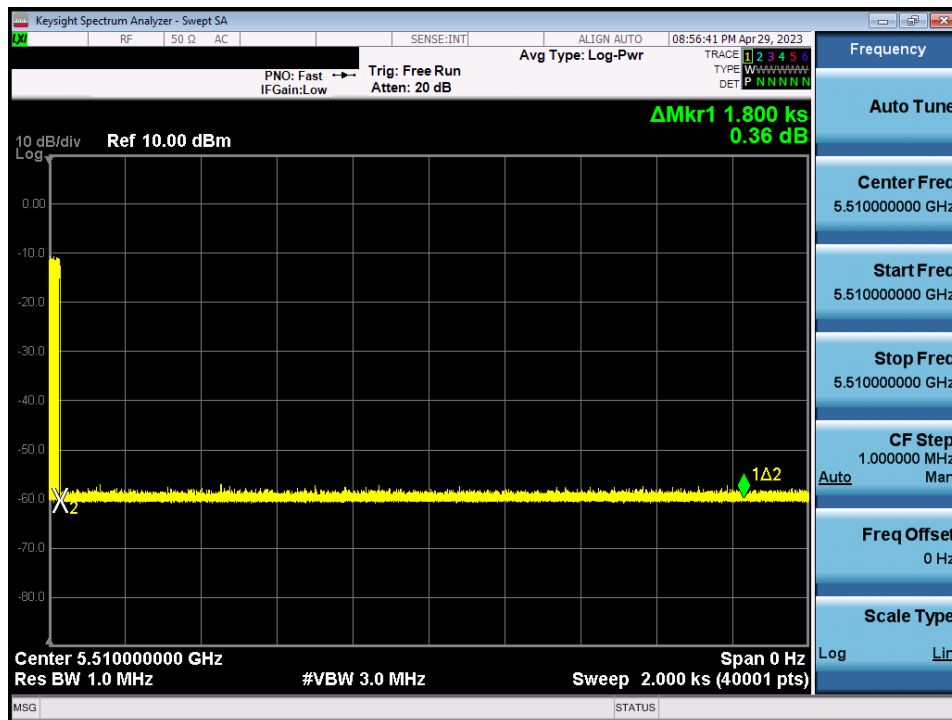 Keysight Spectrum Analyzer - Swept SA
LXI RF 50 Ω AC SENSE:INT ALIGN AUTO 08:56:41 PM Apr 29, 2023
Avg Type: Log-Pwr
TRACE 1 2 3 4 5 6
TYPE W
DET P N N N N N
PNO: Fast
IFGain:Low
Trig: Free Run
Atten: 20 dB
ΔMkr1 1.800 ks
0.36 dB
10 dB/div Ref 10.00 dBm
Log
0.00
-10.0
-20.0
-30.0
-40.0
-50.0
-60.0
-70.0
-80.0
1Δ2
X2
Center 5.510000000 GHz
Span 0 Hz
Res BW 1.0 MHz
#VBW 3.0 MHz
Sweep 2.000 ks (40001 pts)
MSG
STATUS
Frequency
Auto Tune
Center Freq
5.510000000 GHz
Start Freq
5.510000000 GHz
Stop Freq
5.510000000 GHz
CF Step
1.000000 MHz
Auto Man
Freq Offset
0 Hz
Scale Type
Log Lin